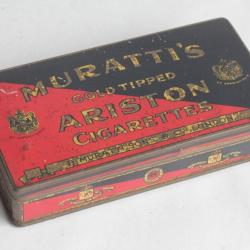 MURATTI'S
GOLD TIPPED
ARISTON
CIGARETTES